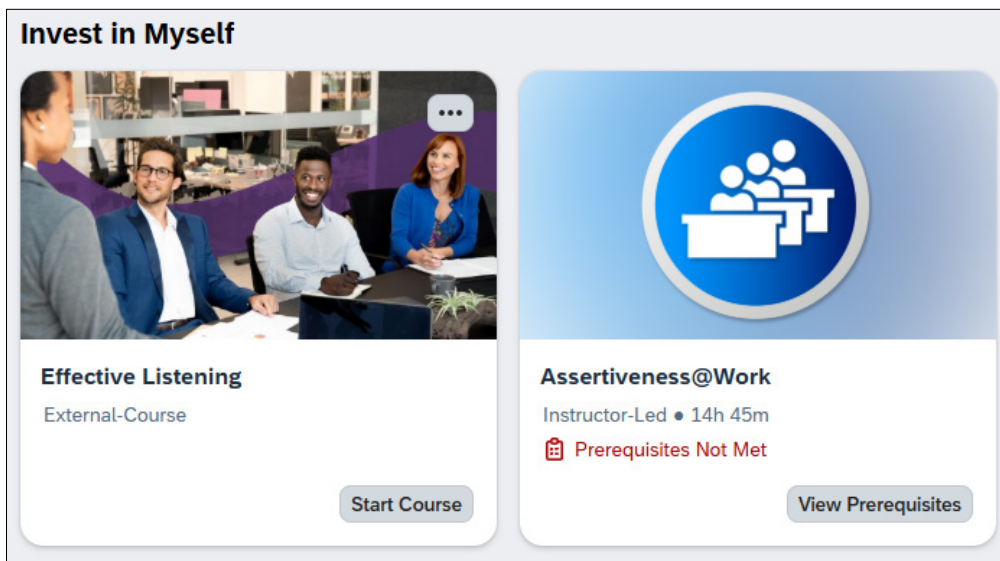 Invest in Myself
Effective Listening
External-Course
Start Course
Assertiveness@Work
Instructor-Led ● 14h 45m
Prerequisites Not Met
View Prerequisites